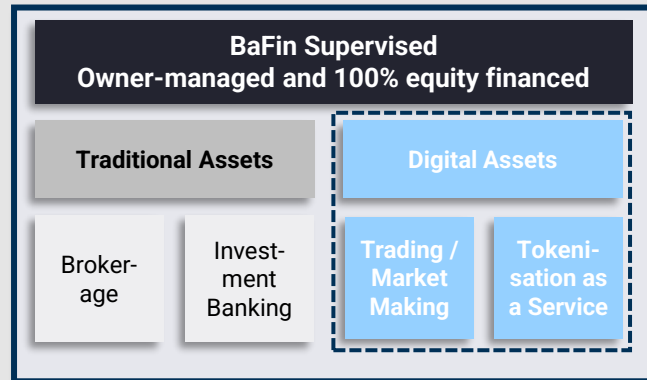 BaFin Supervised
Owner-managed and 100% equity financed
Traditional Assets
Digital Assets
Broker-
age
Invest-
ment
Banking
Trading /
Market
Making
Tokeni-
sation as
a Service